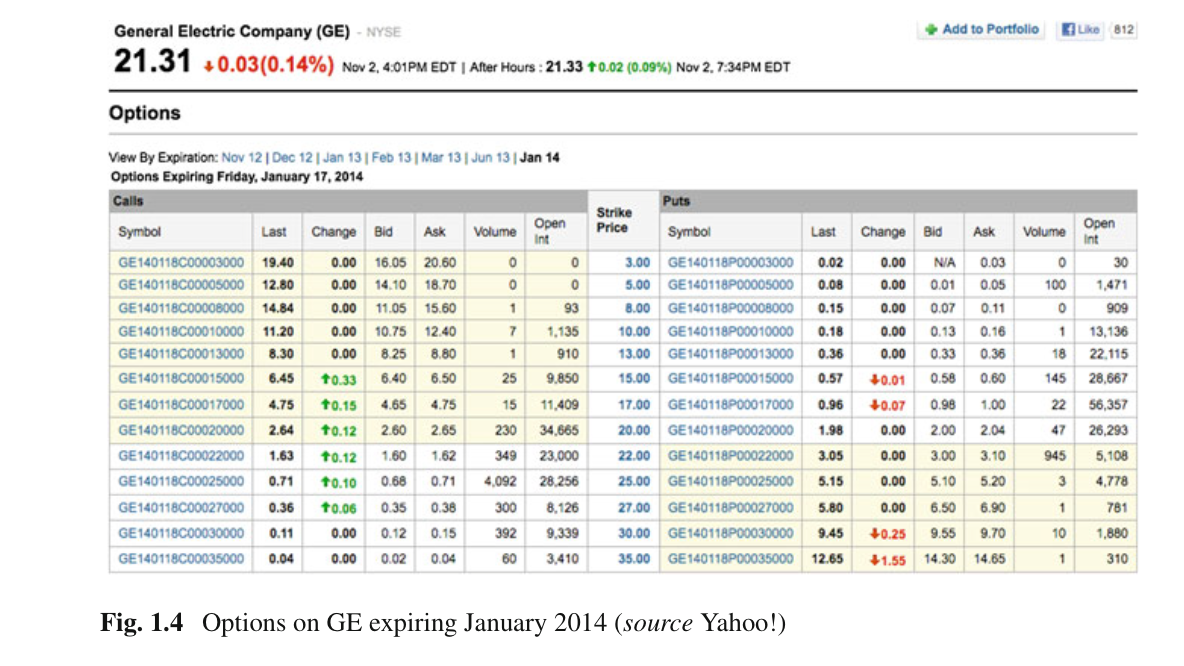 General Electric Company (GE) - NYSE
Add to Portfolio Like 812
21.31 0.03(0.14%) Nov 2, 4:01PM EDT | After Hours : 21.33 0.02 (0.09%) Nov 2, 7:34PM EDT
Options
View By Expiration: Nov 12 | Dec 12 | Jan 13 | Feb 13 | Mar 13 | Jun 13 | Jan 14
Options Expiring Friday, January 17, 2014
Calls Strike Price Puts
Symbol Last Change Bid Ask Volume Open Int Symbol Last Change Bid Ask Volume Open Int
GE140118C00003000 19.40 0.00 16.05 20.60 0 0 3.00 GE140118P00003000 0.02 0.00 N/A 0.03 0 30
GE140118C00005000 12.80 0.00 14.10 18.70 0 0 5.00 GE140118P00005000 0.08 0.00 0.01 0.05 100 1,471
GE140118C00008000 14.84 0.00 11.05 15.60 1 93 8.00 GE140118P00008000 0.15 0.00 0.07 0.11 0 909
GE140118C00010000 11.20 0.00 10.75 12.40 7 1,135 10.00 GE140118P00010000 0.18 0.00 0.13 0.16 1 13,136
GE140118C00013000 8.30 0.00 8.25 8.80 1 910 13.00 GE140118P00013000 0.36 0.00 0.33 0.36 18 22,115
GE140118C00015000 6.45 0.33 6.40 6.50 25 9,850 15.00 GE140118P00015000 0.57 0.01 0.58 0.60 145 28,667
GE140118C00017000 4.75 0.15 4.65 4.75 15 11,409 17.00 GE140118P00017000 0.96 0.07 0.98 1.00 22 56,357
GE140118C00020000 2.64 0.12 2.60 2.65 230 34,665 20.00 GE140118P00020000 1.98 0.00 2.00 2.04 47 26,293
GE140118C00022000 1.63 0.12 1.60 1.62 349 23,000 22.00 GE140118P00022000 3.05 0.00 3.00 3.10 945 5,108
GE140118C00025000 0.71 0.10 0.68 0.71 4,092 28,256 25.00 GE140118P00025000 5.15 0.00 5.10 5.20 3 4,778
GE140118C00027000 0.36 0.06 0.35 0.38 300 8,126 27.00 GE140118P00027000 5.80 0.00 6.50 6.90 1 781
GE140118C00030000 0.11 0.00 0.12 0.15 392 9,339 30.00 GE140118P00030000 9.45 0.25 9.55 9.70 10 1,880
GE140118C00035000 0.04 0.00 0.02 0.04 60 3,410 35.00 GE140118P00035000 12.65 1.55 14.30 14.65 1 310
Fig. 1.4 Options on GE expiring January 2014 (source Yahoo!)